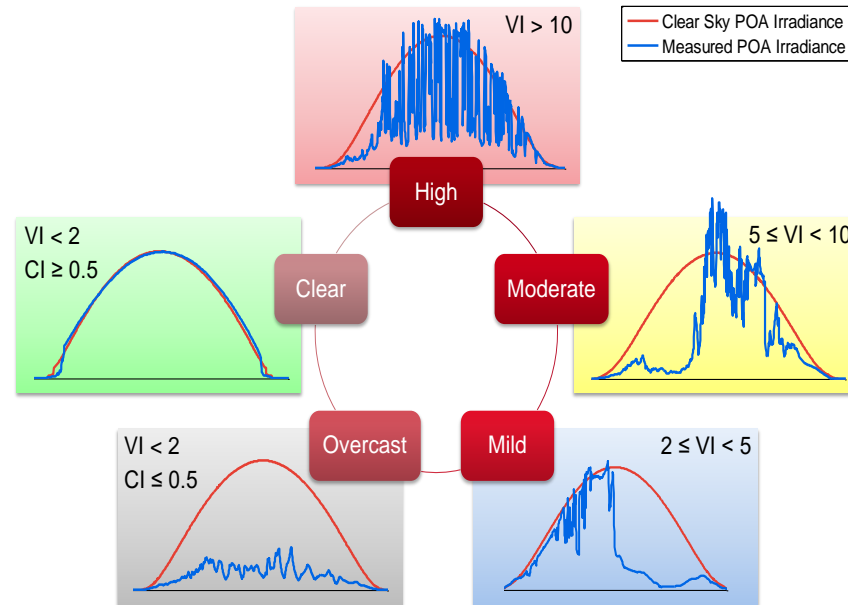 VI > 10
Clear Sky POA Irradiance
Measured POA Irradiance
High
VI < 2
CI ≥ 0.5
Clear
Moderate
5 ≤ VI < 10
VI < 2
CI ≤ 0.5
Overcast
Mild
2 ≤ VI < 5